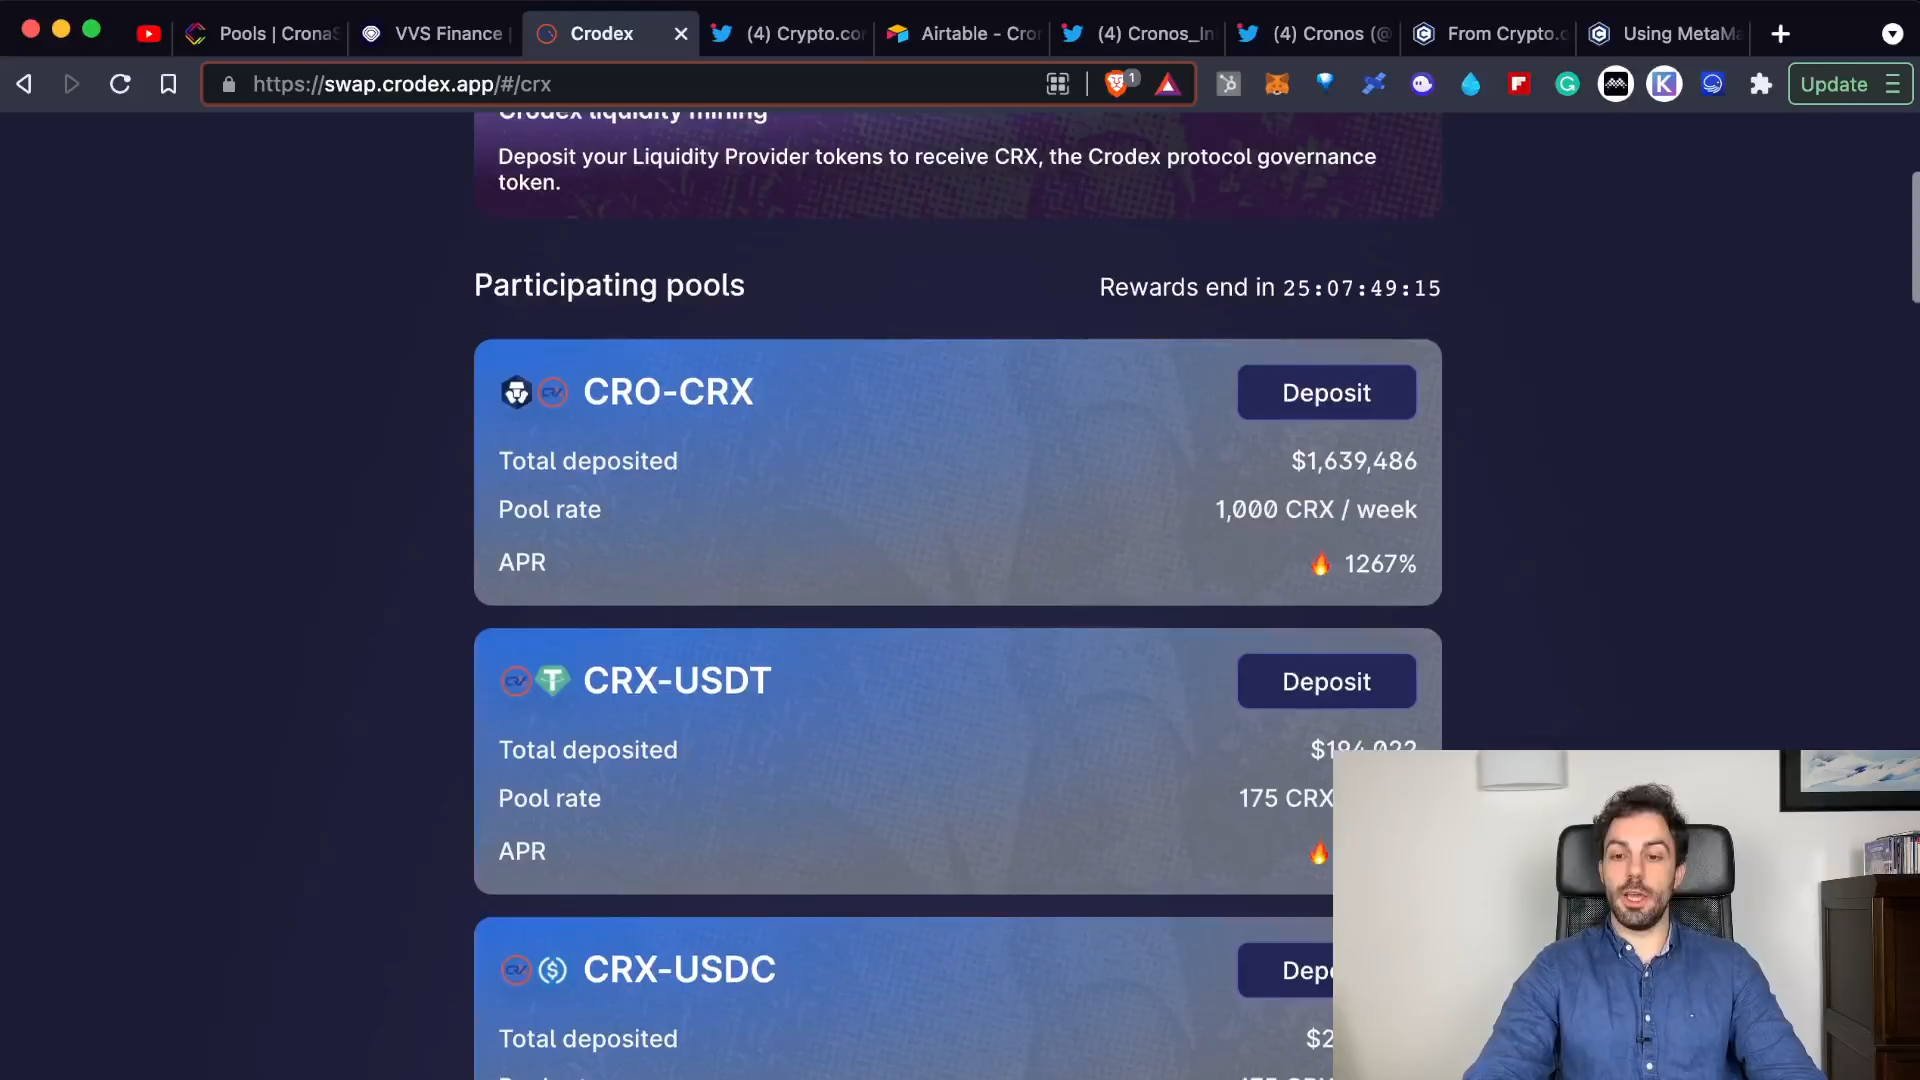 Pools | Crona
VVS Finance
Crodex
(4) Crypto.co
Airtable - Cro
(4) Cronos_In
(4) Cronos (@
From Crypto.
Using MetaM
https://swap.crodex.app/#/crx
1
Update
Crodex liquidity mining
Deposit your Liquidity Provider tokens to receive CRX, the Crodex protocol governance
token.
Participating pools
Rewards end in 25:07:49:15
CRO-CRX
Deposit
Total deposited
$1,639,486
Pool rate
1,000 CRX / week
APR
1267%
CRX-USDT
Deposit
Total deposited
Pool rate
175 CRX
APR
CRX-USDC
Dep
Total deposited
$2